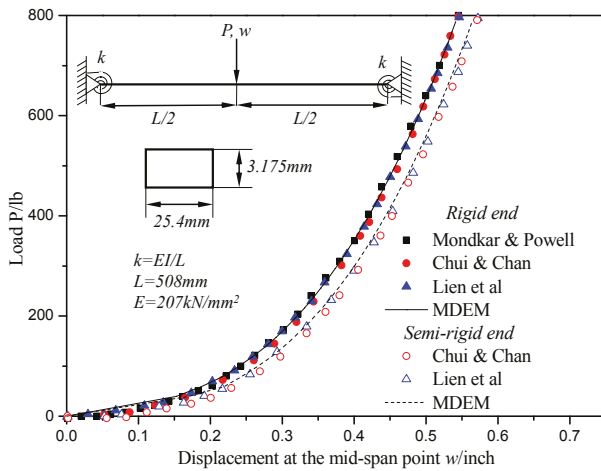 800
600
400
200
0
Load P/lb
0.0 0.1 0.2 0.3 0.4 0.5 0.6
Displacement at the mid-span point w/inch
P, w
k
k
L/2
L/2
3.175mm
25.4mm
k=EI/L
L=508mm
E=207kN/mm²
Rigid end
Mondkar & Powell
Chui & Chan
Lien et al
MDEM
Semi-rigid end
Chui & Chan
Lien et al
MDEM